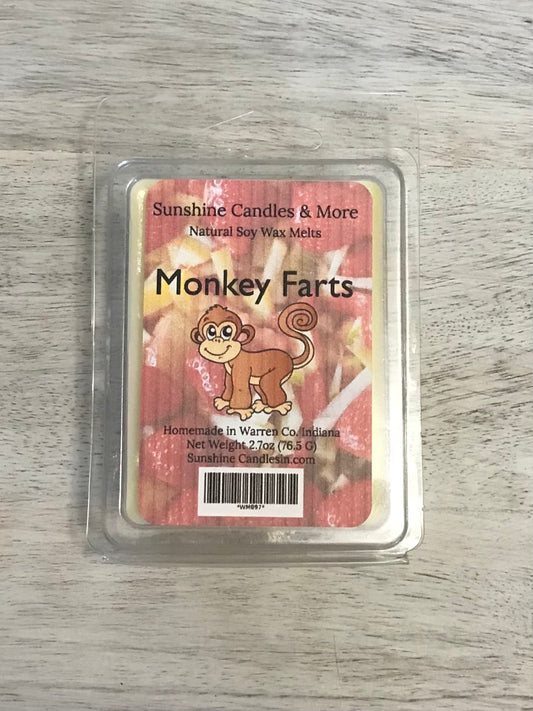 Sunshine Candles & More
Natural Soy Wax Melts
Monkey Farts
Homemade in Warren Co. Indiana
Net Weight 2.7oz (76.5 G)
Sunshine Candlesin.com
*WM097*